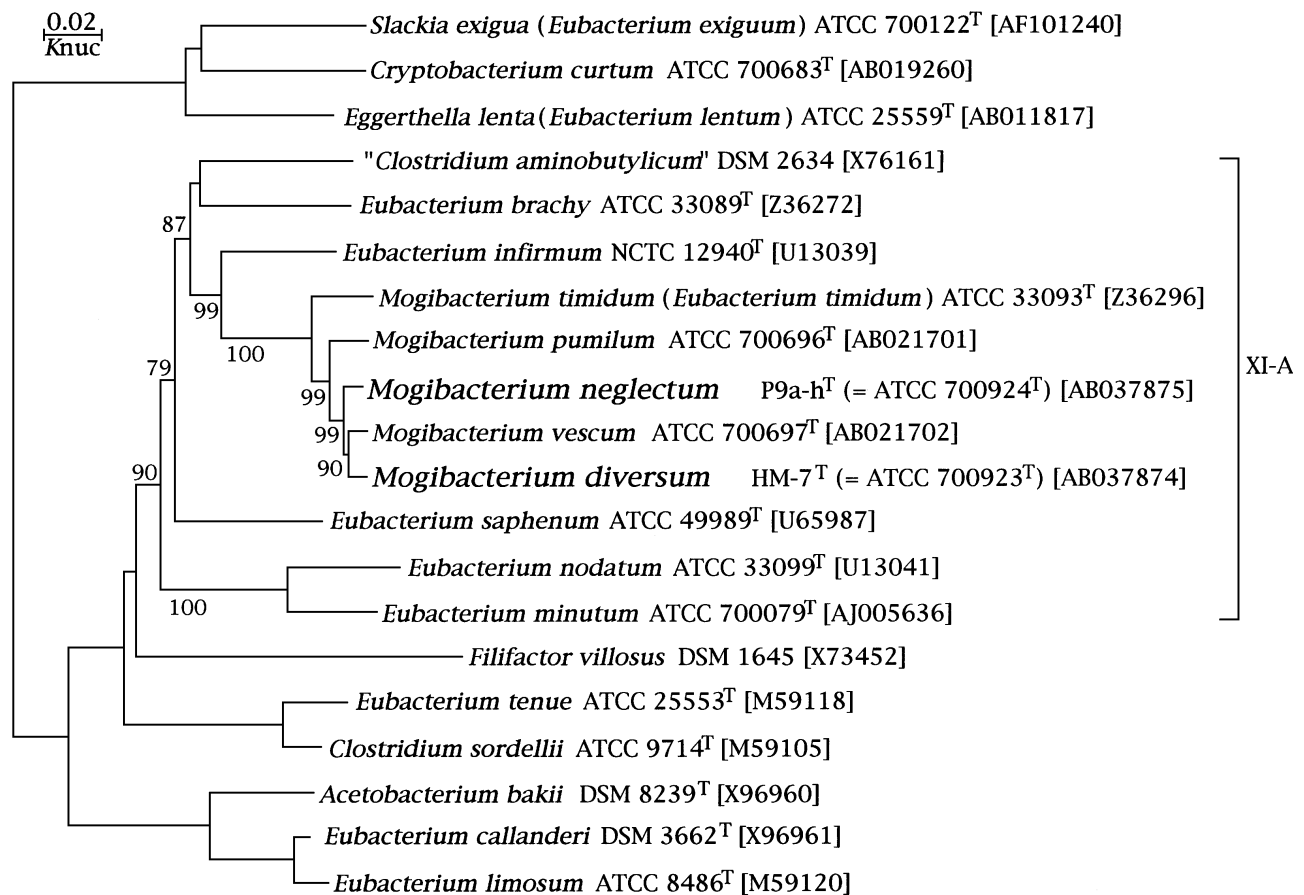 0.02
Knuc
Slackia exigua (Eubacterium exiguum) ATCC 700122T [AF101240]
Cryptobacterium curtum ATCC 700683T [AB019260]
Eggerthella lenta (Eubacterium lentum) ATCC 25559T [AB011817]
"Clostridium aminobutylicum" DSM 2634 [X76161]
Eubacterium brachy ATCC 33089T [Z36272]
87
Eubacterium infirmum NCTC 12940T [U13039]
Mogibacterium timidum (Eubacterium timidum) ATCC 33093T [Z36296]
99
Mogibacterium pumilum ATCC 700696T [AB021701]
100
XI-A
79
Mogibacterium neglectum P9a-hT (= ATCC 700924T) [AB037875]
99
Mogibacterium vescum ATCC 700697T [AB021702]
99
90
90
Mogibacterium diversum HM-7T (= ATCC 700923T) [AB037874]
Eubacterium saphenum ATCC 49989T [U65987]
Eubacterium nodatum ATCC 33099T [U13041]
100
Eubacterium minutum ATCC 700079T [AJ005636]
Filifactor villosus DSM 1645 [X73452]
Eubacterium tenue ATCC 25553T [M59118]
Clostridium sordellii ATCC 9714T [M59105]
Acetobacterium bakii DSM 8239T [X96960]
Eubacterium callanderi DSM 3662T [X96961]
Eubacterium limosum ATCC 8486T [M59120]